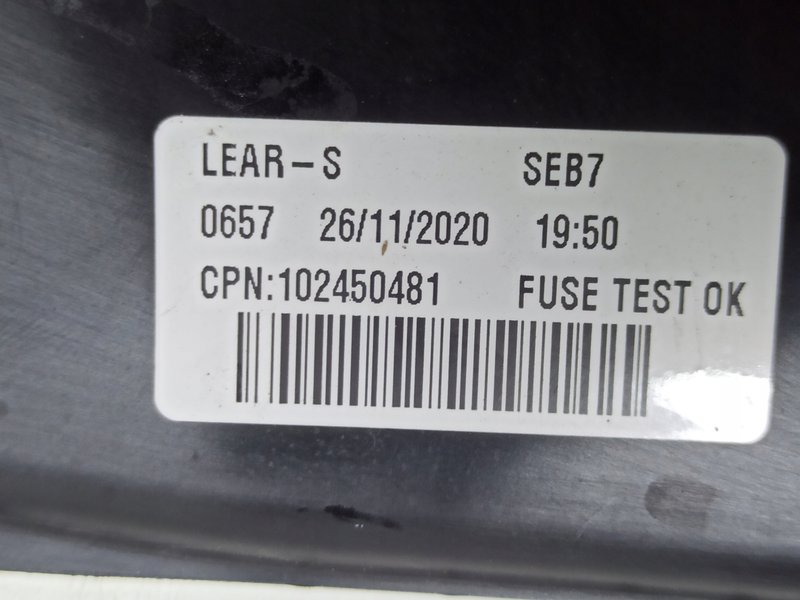 LEAR-S SEB7
0657 26/11/2020 19:50
CPN:102450481 FUSE TEST OK